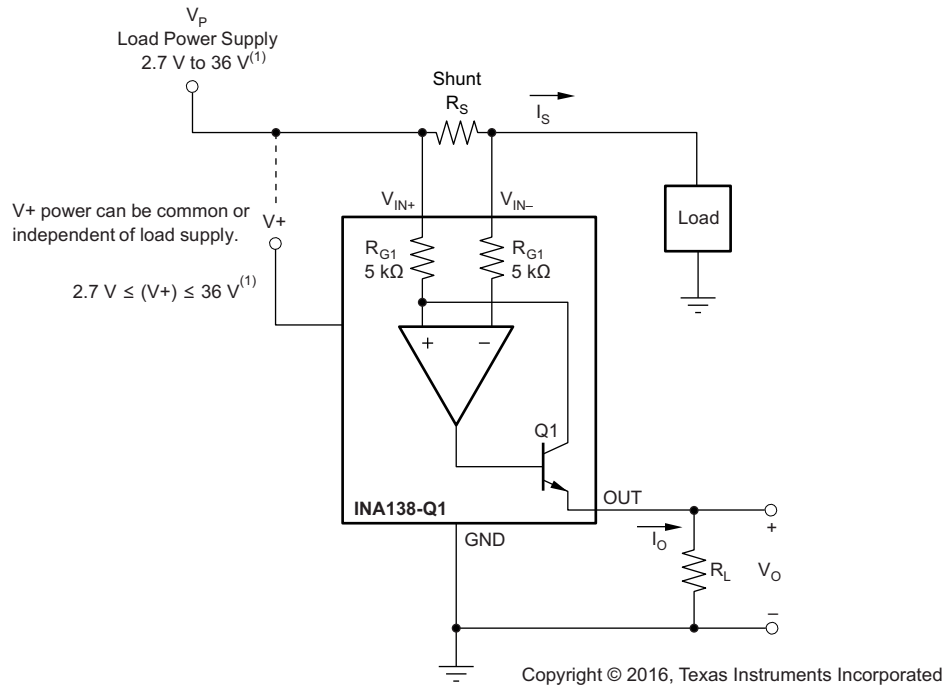 V_P
Load Power Supply
2.7 V to 36 V(1)
Shunt
R_S
I_S
V+ power can be common or
independent of load supply.
V+
2.7 V ≤ (V+) ≤ 36 V(1)
V_IN+
V_IN–
Load
R_G1
5 kΩ
R_G1
5 kΩ
+
–
Q1
OUT
INA138-Q1
GND
I_O
+
R_L
V_O
–
Copyright © 2016, Texas Instruments Incorporated